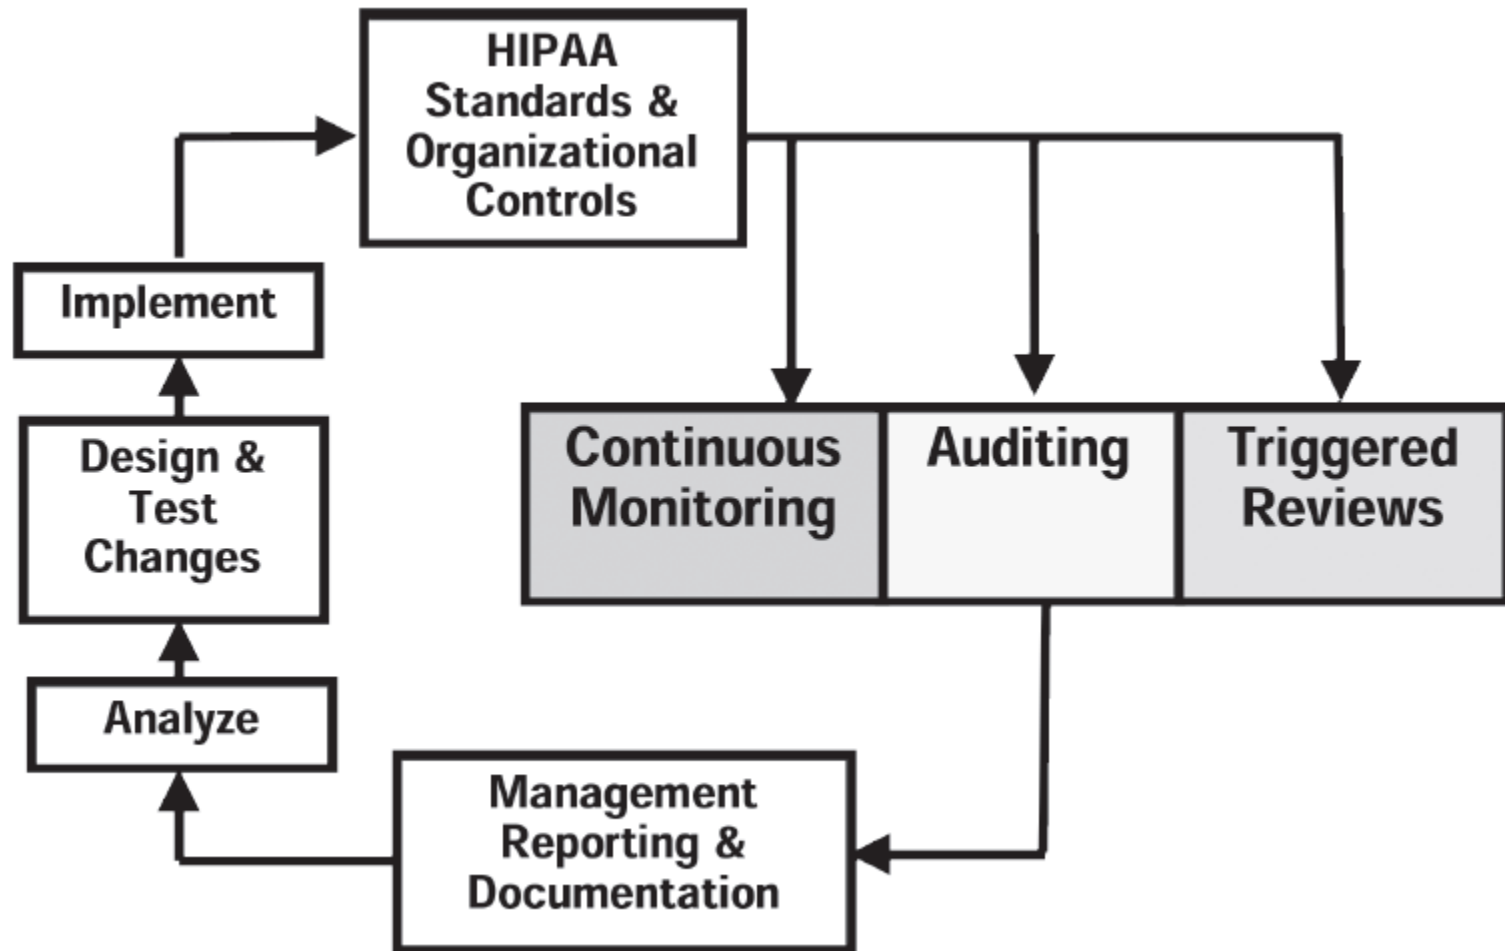 HIPAA
Standards &
Organizational
Controls
Implement
Design &
Test
Changes
Analyze
Continuous
Monitoring
Auditing
Triggered
Reviews
Management
Reporting &
Documentation